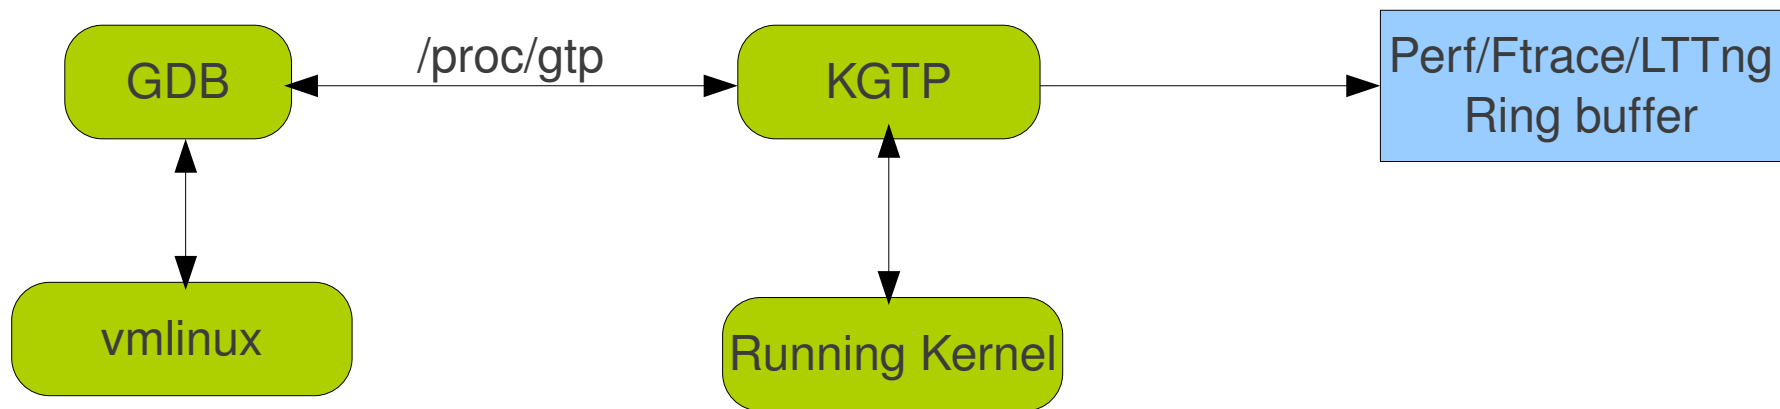 GDB
/proc/gtp
KGTP
Perf/Ftrace/LTTng
Ring buffer
vmlinux
Running Kernel